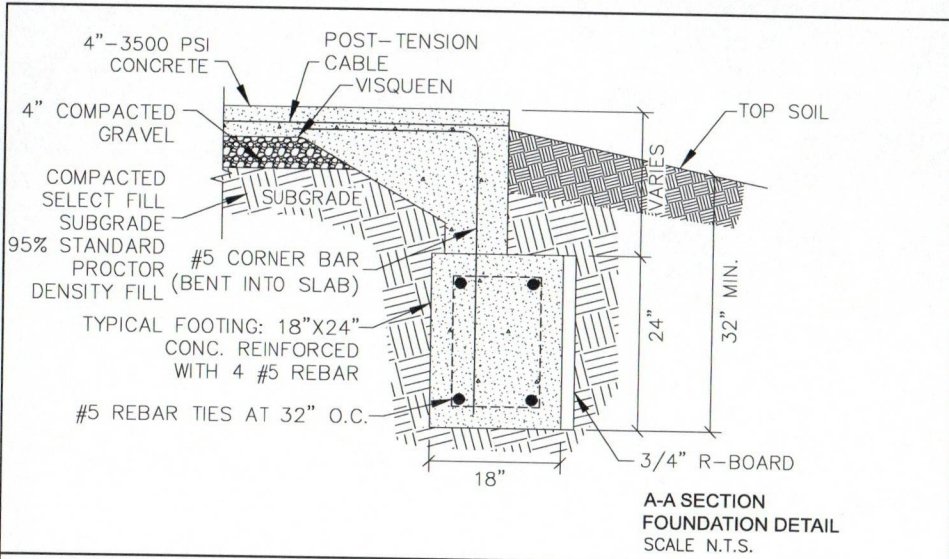 4"-3500 PSI
CONCRETE
POST-TENSION
CABLE
VISQUEEN
4" COMPACTED
GRAVEL
TOP SOIL
COMPACTED
SELECT FILL
SUBGRADE
95% STANDARD
PROCTOR
DENSITY FILL
SUBGRADE
VARIES
#5 CORNER BAR
(BENT INTO SLAB)
TYPICAL FOOTING: 18"X24"
CONC. REINFORCED
WITH 4 #5 REBAR
24"
32" MIN.
#5 REBAR TIES AT 32" O.C.
18"
3/4" R-BOARD
A-A SECTION
FOUNDATION DETAIL
SCALE N.T.S.